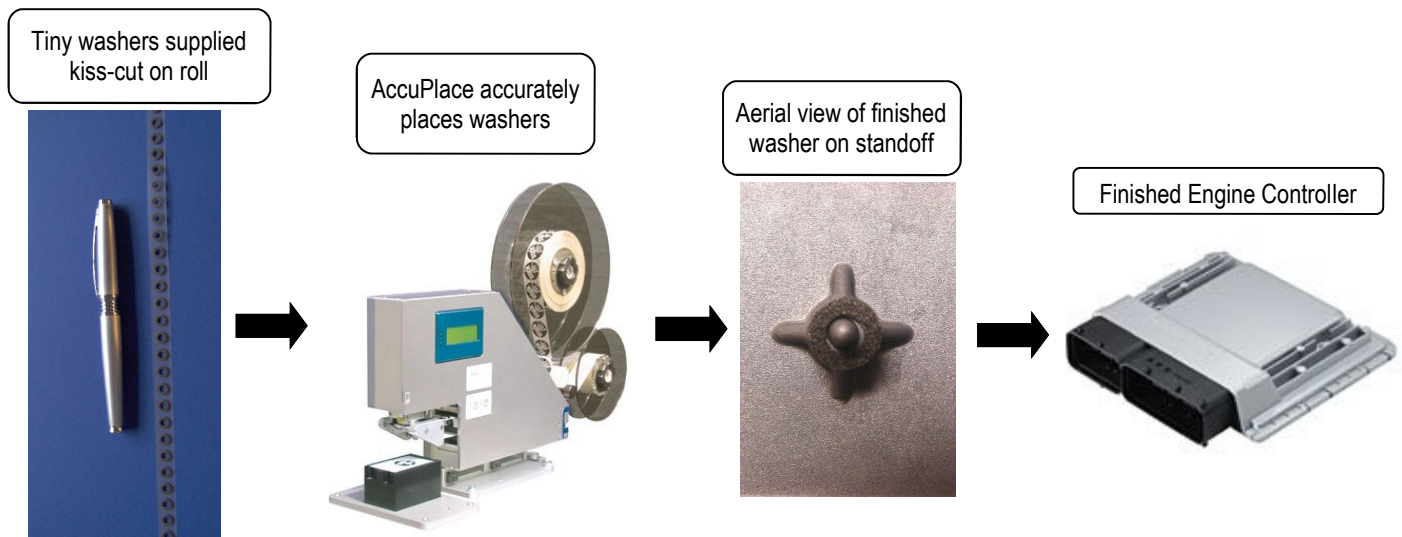 Tiny washers supplied
kiss-cut on roll
AccuPlace accurately
places washers
Aerial view of finished
washer on standoff
Finished Engine Controller